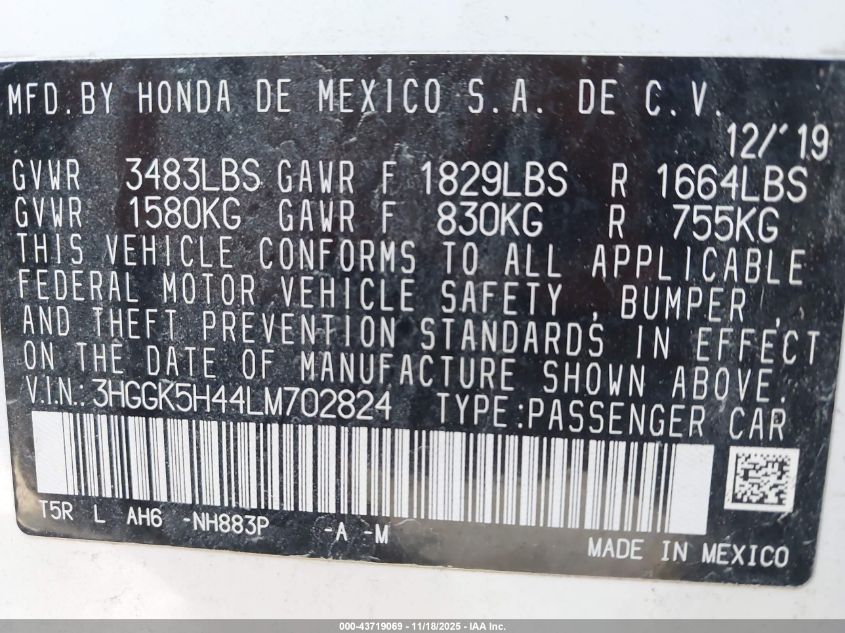 MFD.BY HONDA DE MEXICO S.A. DE C.V.
12/'19
GVWR 3483LBS GAWR F 1829LBS R 1664LBS
GVWR 1580KG GAWR F 830KG R 755KG
THIS VEHICLE CONFORMS TO ALL APPLICABLE
FEDERAL MOTOR VEHICLE SAFETY , BUMPER ,
AND THEFT PREVENTION STANDARDS IN EFFECT
ON THE DATE OF MANUFACTURE SHOWN ABOVE.
V.I.N.: 3HGGK5H44LM702824 TYPE:PASSENGER CAR
T5R L AH6 -NH883P -A -M
MADE IN MEXICO
000-43719069 - 11/18/2025 - IAA Inc.